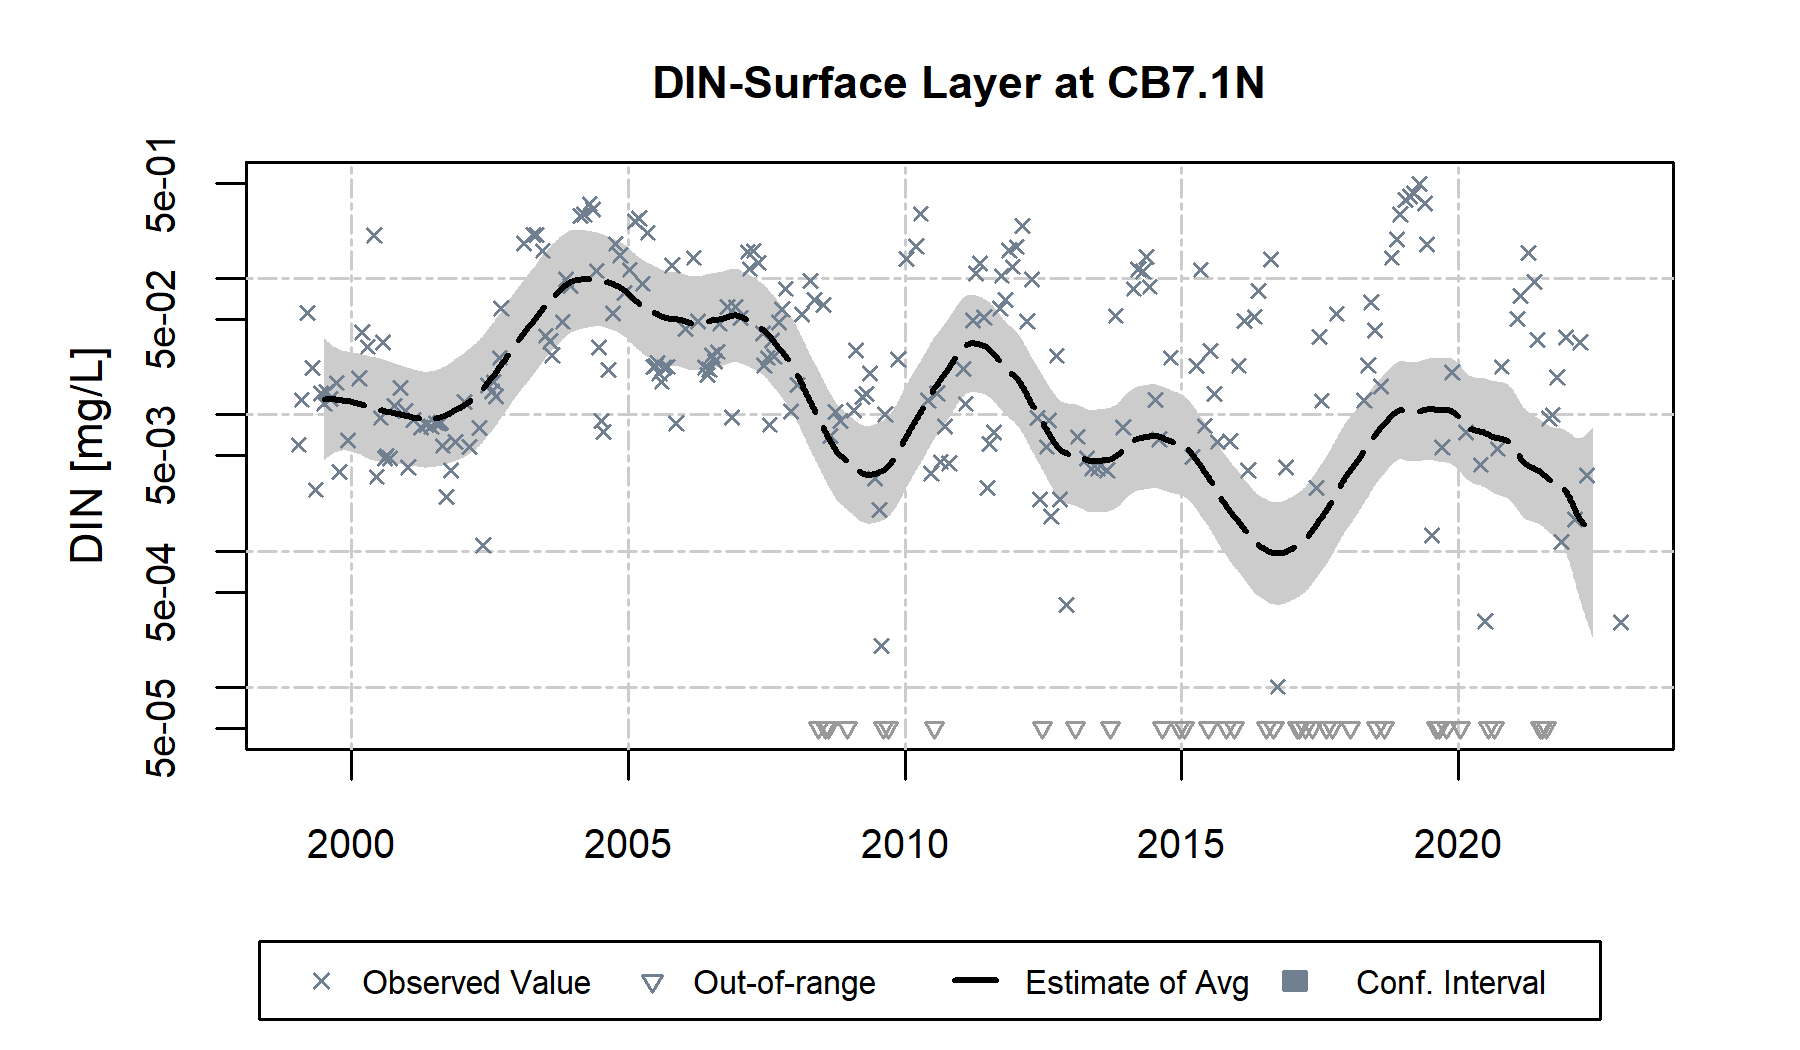 DIN-Surface Layer at CB7.1N
DIN [mg/L]
5e-01
5e-02
5e-03
5e-04
5e-05
2000
2005
2010
2015
2020
Observed Value
Out-of-range
Estimate of Avg
Conf. Interval